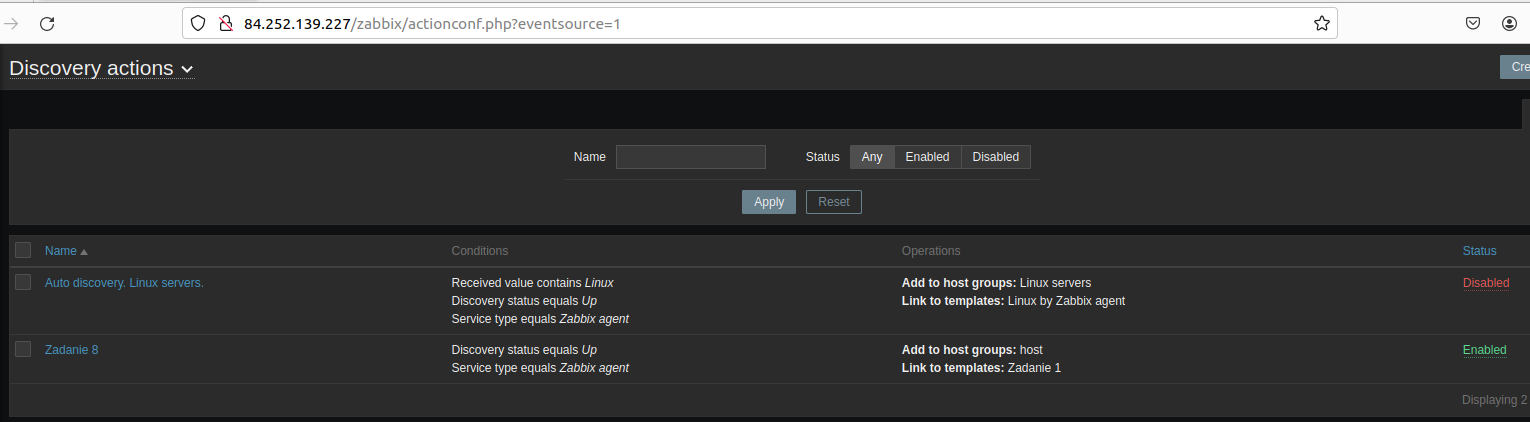 84.252.139.227/zabbix/actionconf.php?eventsource=1
Discovery actions
Cre
Name Status Any Enabled Disabled
Apply Reset
Name Conditions Operations Status
Auto discovery. Linux servers. Received value contains Linux Add to host groups: Linux servers Disabled
Discovery status equals Up Link to templates: Linux by Zabbix agent
Service type equals Zabbix agent
Zadanie 8 Discovery status equals Up Add to host groups: host Enabled
Service type equals Zabbix agent Link to templates: Zadanie 1
Displaying 2